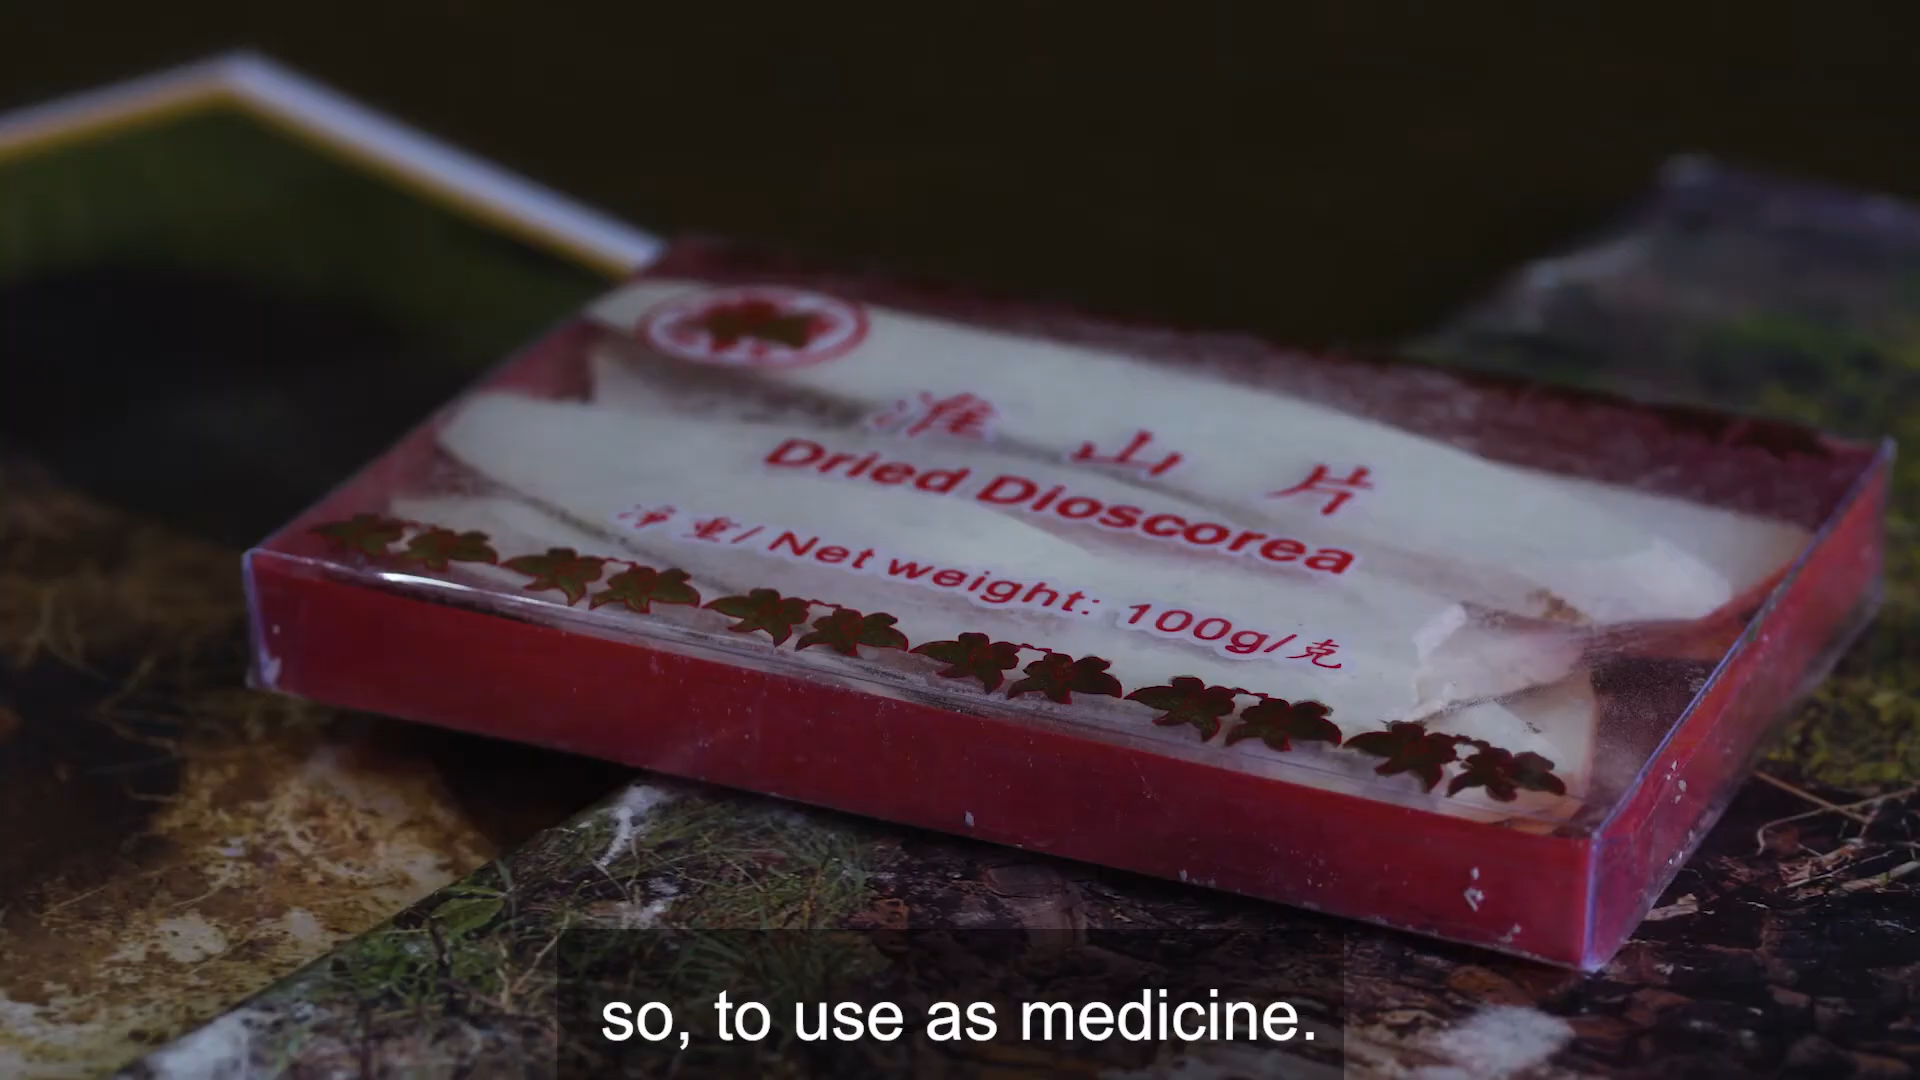 淮山片
Dried Dioscorea
净重/ Net weight: 100g/克
so, to use as medicine.